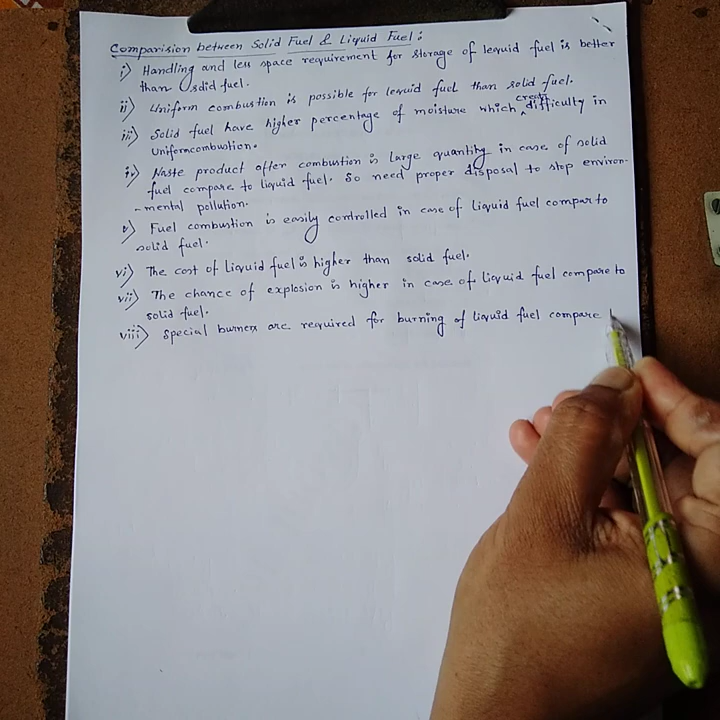 Comparision between Solid Fuel & Liquid Fuel :
i) Handling and less space requirement for storage of lequid fuel is better
than solid fuel.
ii) Uniform combustion is possible for lequid fuel than solid fuel.
iii) Solid fuel have higher percentage of moisture which create difficulty in
Uniform combustion.
iv) Waste product after combustion is large quantity in case of solid
fuel compare to liquid fuel. So need proper disposal to stop environ-
-mental pollution.
v) Fuel combustion is easily controlled in case of liquid fuel compar to
solid fuel.
vi) The cost of liquid fuel is higher than solid fuel.
vii) The chance of explosion is higher in case of liquid fuel compare to
solid fuel.
viii) Special burners are required for burning of liquid fuel compare